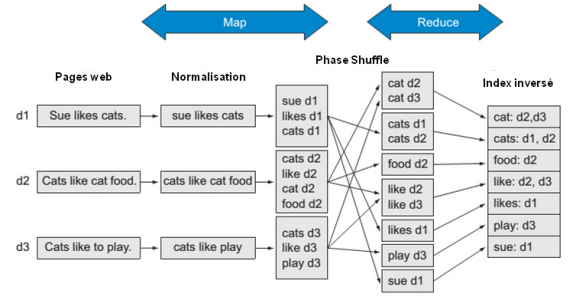 Map
Reduce
Phase Shuffle
Pages web
Normalisation
Index inversé
d1
Sue likes cats.
sue likes cats
sue d1
likes d1
cats d1
d2
Cats like cat food.
cats like cat food
cats d2
like d2
cat d2
food d2
d3
Cats like to play.
cats like play
cats d3
like d3
play d3
cat d2
cat d3
cats d1
cats d2
food d2
like d2
like d3
likes d1
play d3
sue d1
cat: d2,d3
cats: d1, d2
food: d2
like: d2, d3
likes: d1
play: d3
sue: d1